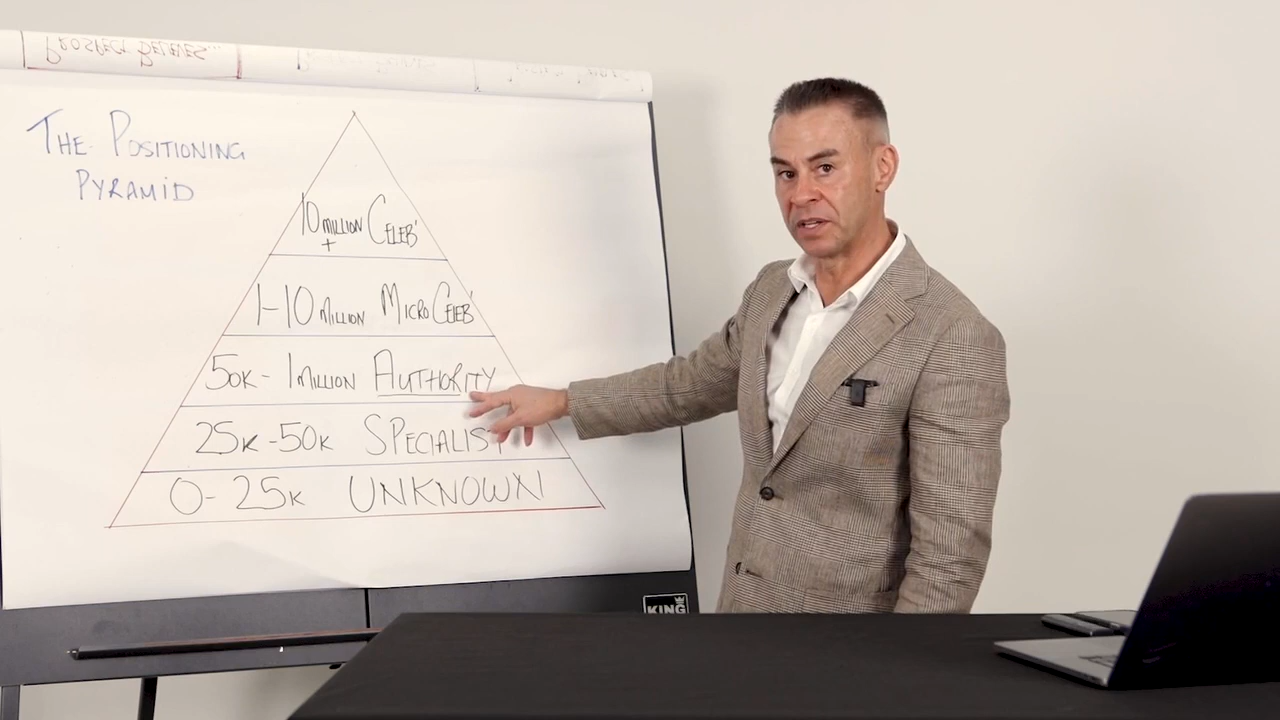 THE POSITIONING
PYRAMID
10 MILLION CELEB'
+
1-10 MILLION MICRO CELEB'
50K- 1 MILLION AUTHORITY
25K-50K SPECIALIST
0-25K UNKNOWN
KING